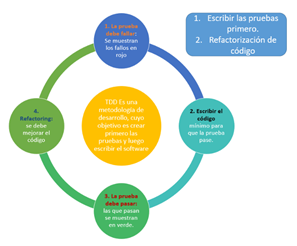 1. La prueba
debe fallar:
Se muestran
los fallos en
rojo
1. Escribir las pruebas
primero.
2. Refactorización de
código
4.
Refactoring:
se debe
mejorar el
código
TDD Es una
metodología de
desarrollo, cuyo
objetivo es crear
primero las
pruebas y luego
escribir el software
2. Escribir el
código
mínimo para
que la prueba
pase.
3. La prueba
debe pasar:
las que pasan
se muestran
en verde.